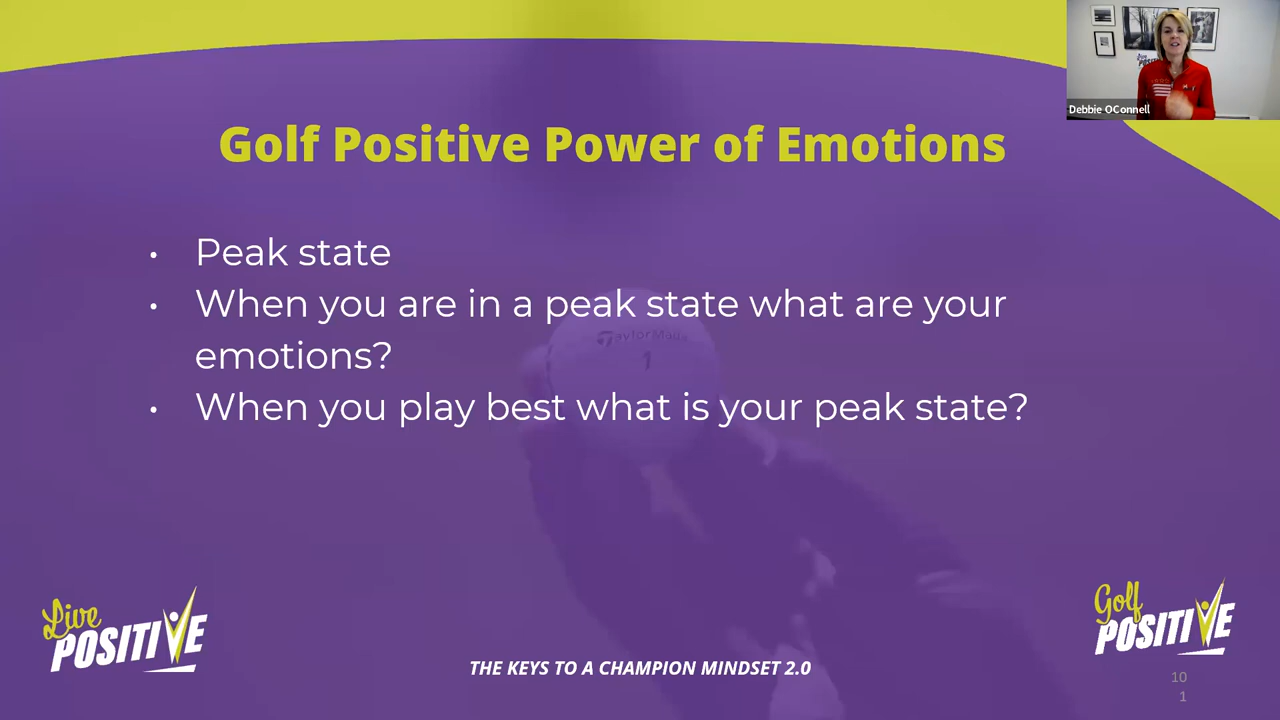 Debbie OConnell
Golf Positive Power of Emotions
• Peak state
• When you are in a peak state what are your
emotions?
• When you play best what is your peak state?
TaylorMade
1
Live
POSITIVE
Golf
POSITIVE
THE KEYS TO A CHAMPION MINDSET 2.0
10
1